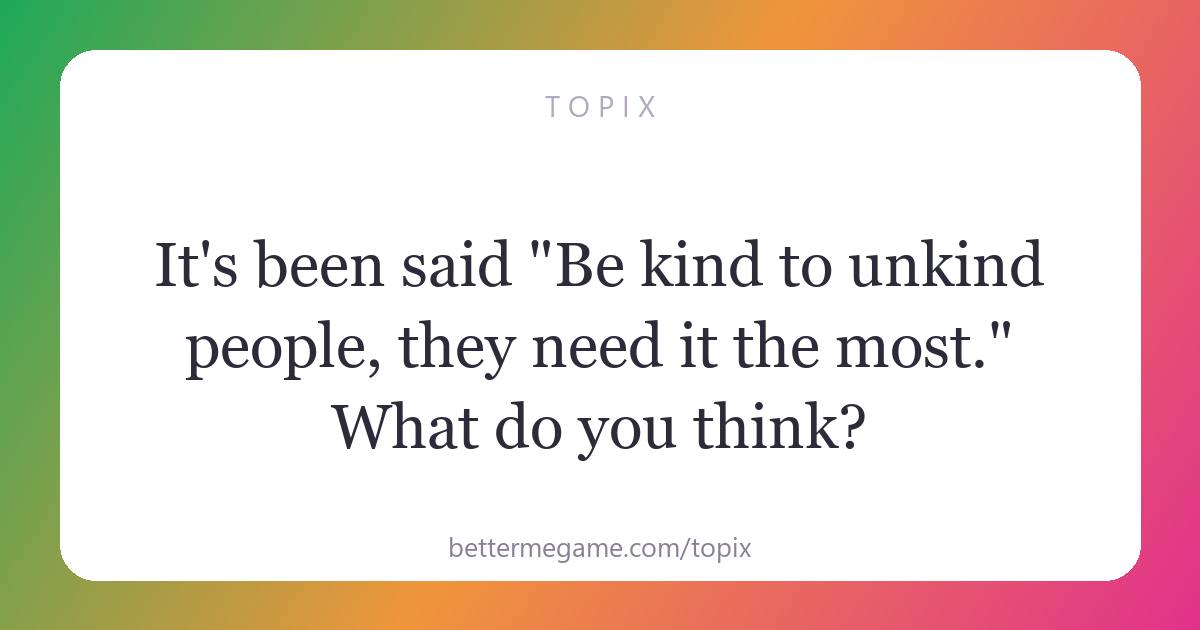 TOPIX
It's been said "Be kind to unkind
people, they need it the most."
What do you think?
bettermegame.com/topix